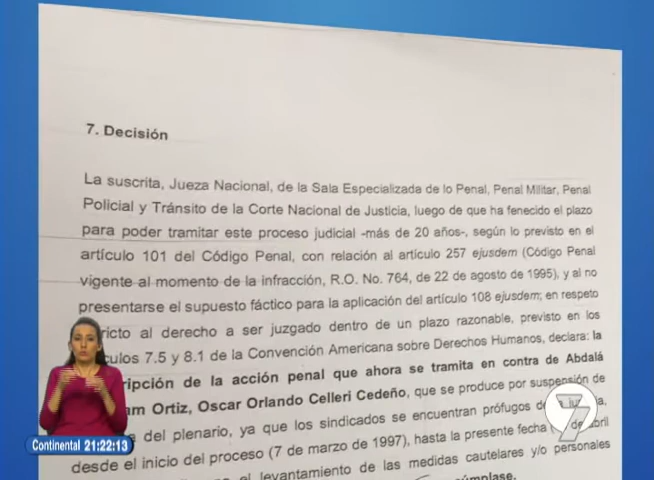 7. Decisión
La suscrita, Jueza Nacional, de la Sala Especializada de lo Penal, Penal Militar, Penal
Policial y Tránsito de la Corte Nacional de Justicia, luego de que ha fenecido el plazo
para poder tramitar este proceso judicial -más de 20 años-, según lo previsto en el
artículo 101 del Código Penal, con relación al artículo 257 ejusdem (Código Penal
vigente al momento de la infracción, R.O. No. 764, de 22 de agosto de 1995), y al no
presentarse el supuesto fáctico para la aplicación del artículo 108 ejusdem; en respeto
ricto al derecho a ser juzgado dentro de un plazo razonable, previsto en los
culos 7.5 y 8.1 de la Convención Americana sobre Derechos Humanos, declara: la
ripción de la acción penal que ahora se tramita en contra de Abdalá
am Ortiz, Oscar Orlando Celleri Cedeño, que se produce por suspensión de
del plenario, ya que los sindicados se encuentran prófugos
desde el inicio del proceso (7 de marzo de 1997), hasta la presente fecha
el levantamiento de las medidas cautelares y/o personales
Continental 21:22:13
7